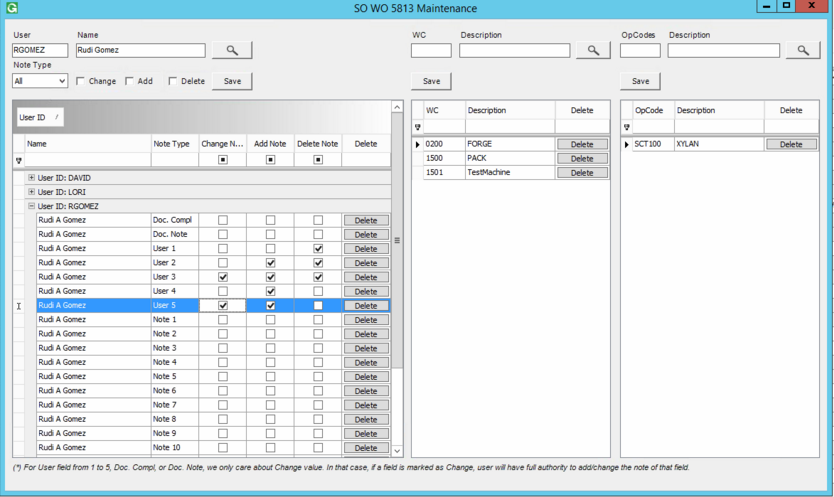 SO WO 5813 Maintenance
User Name
RGOMEZ Rudi Gomez
Note Type
All Change Add Delete Save
WC Description
Save
OpCodes Description
Save
User ID
Name Note Type Change N... Add Note Delete Note Delete
User ID: DAVID
User ID: LORI
User ID: RGOMEZ
Rudi A Gomez Doc. Compl Delete
Rudi A Gomez Doc. Note Delete
Rudi A Gomez User 1 Delete
Rudi A Gomez User 2 Delete
Rudi A Gomez User 3 Delete
Rudi A Gomez User 4 Delete
Rudi A Gomez User 5 Delete
Rudi A Gomez Note 1 Delete
Rudi A Gomez Note 2 Delete
Rudi A Gomez Note 3 Delete
Rudi A Gomez Note 4 Delete
Rudi A Gomez Note 5 Delete
Rudi A Gomez Note 6 Delete
Rudi A Gomez Note 7 Delete
Rudi A Gomez Note 8 Delete
Rudi A Gomez Note 9 Delete
Rudi A Gomez Note 10 Delete
WC Description Delete
0200 FORGE Delete
1500 PACK Delete
1501 TestMachine Delete
OpCode Description Delete
SCT100 XYLAN Delete
(*) For User field from 1 to 5, Doc. Compl, or Doc. Note, we only care about Change value. In that case, if a field is marked as Change, user will have full authority to add/change the note of that field.